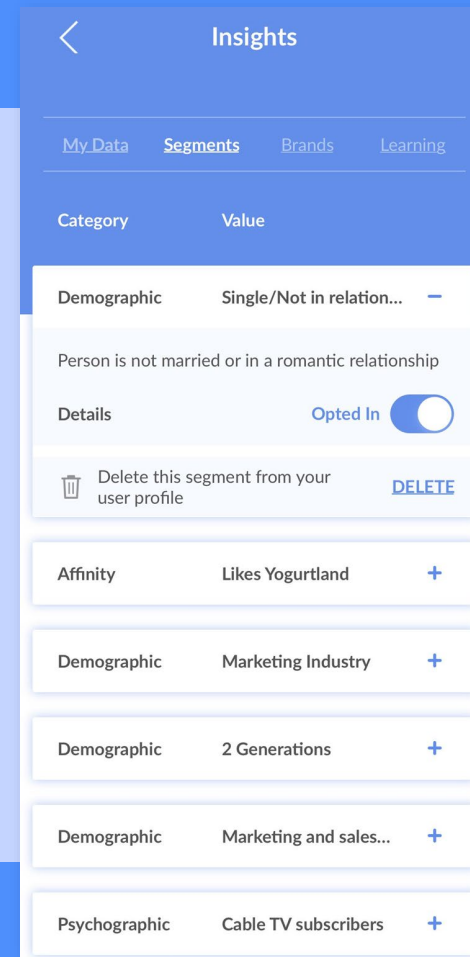 Insights
My Data Segments Brands Learning
Category Value
Demographic Single/Not in relation... −
Person is not married or in a romantic relationship
Details Opted In
Delete this segment from your
user profile
DELETE
Affinity Likes Yogurtland +
Demographic Marketing Industry +
Demographic 2 Generations +
Demographic Marketing and sales... +
Psychographic Cable TV subscribers +